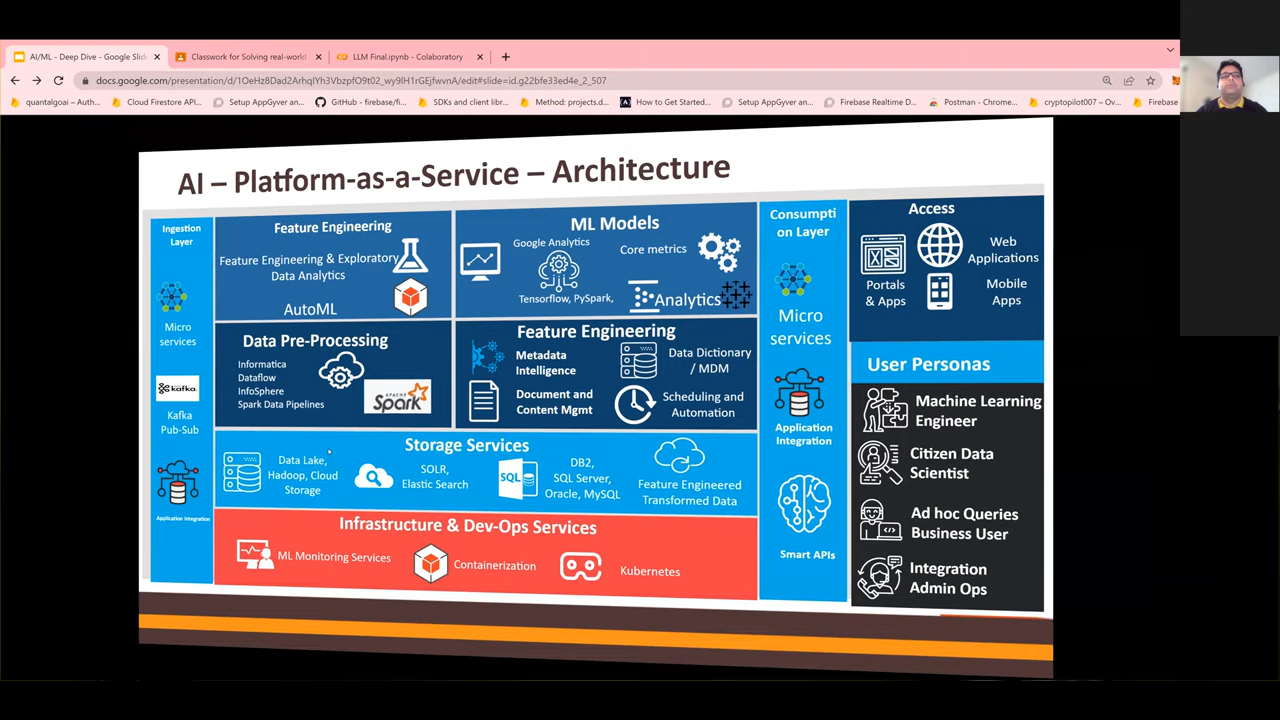 AI/ML - Deep Dive - Google Slid
Classwork for Solving real-world
LLM Final.ipynb - Colaboratory
docs.google.com/presentation/d/1OeHz8Dad2ArhqIYh3VbzpfO9t02_wy9lH1rGEjfwvnA/edit#slide=id.g22bfe33ed4e_2_507
quantalgoai – Auth...
Cloud Firestore API...
Setup AppGyver an...
GitHub - firebase/fi...
SDKs and client libr...
Method: projects.d...
How to Get Started...
Setup AppGyver an...
Firebase Realtime D...
Postman - Chrome...
cryptopilot007 – Ov...
Firebase
AI – Platform-as-a-Service – Architecture
Ingestion
Layer
Micro
services
kafka
Kafka
Pub-Sub
Application Integration
Feature Engineering
Feature Engineering & Exploratory
Data Analytics
AutoML
ML Models
Google Analytics
Core metrics
Tensorflow, PySpark,
Analytics
Data Pre-Processing
Informatica
Dataflow
InfoSphere
Spark Data Pipelines
APACHE
Spark
Feature Engineering
Metadata
Intelligence
Data Dictionary
/ MDM
Document and
Content Mgmt
Scheduling and
Automation
Storage Services
Data Lake,
Hadoop, Cloud
Storage
SOLR,
Elastic Search
SQL
DB2,
SQL Server,
Oracle, MySQL
Feature Engineered
Transformed Data
Infrastructure & Dev-Ops Services
ML Monitoring Services
Containerization
Kubernetes
Consumpti
on Layer
Micro
services
Application
Integration
Smart APIs
Access
Portals
& Apps
Web
Applications
Mobile
Apps
User Personas
Machine Learning
Engineer
Citizen Data
Scientist
Ad hoc Queries
Business User
Integration
Admin Ops